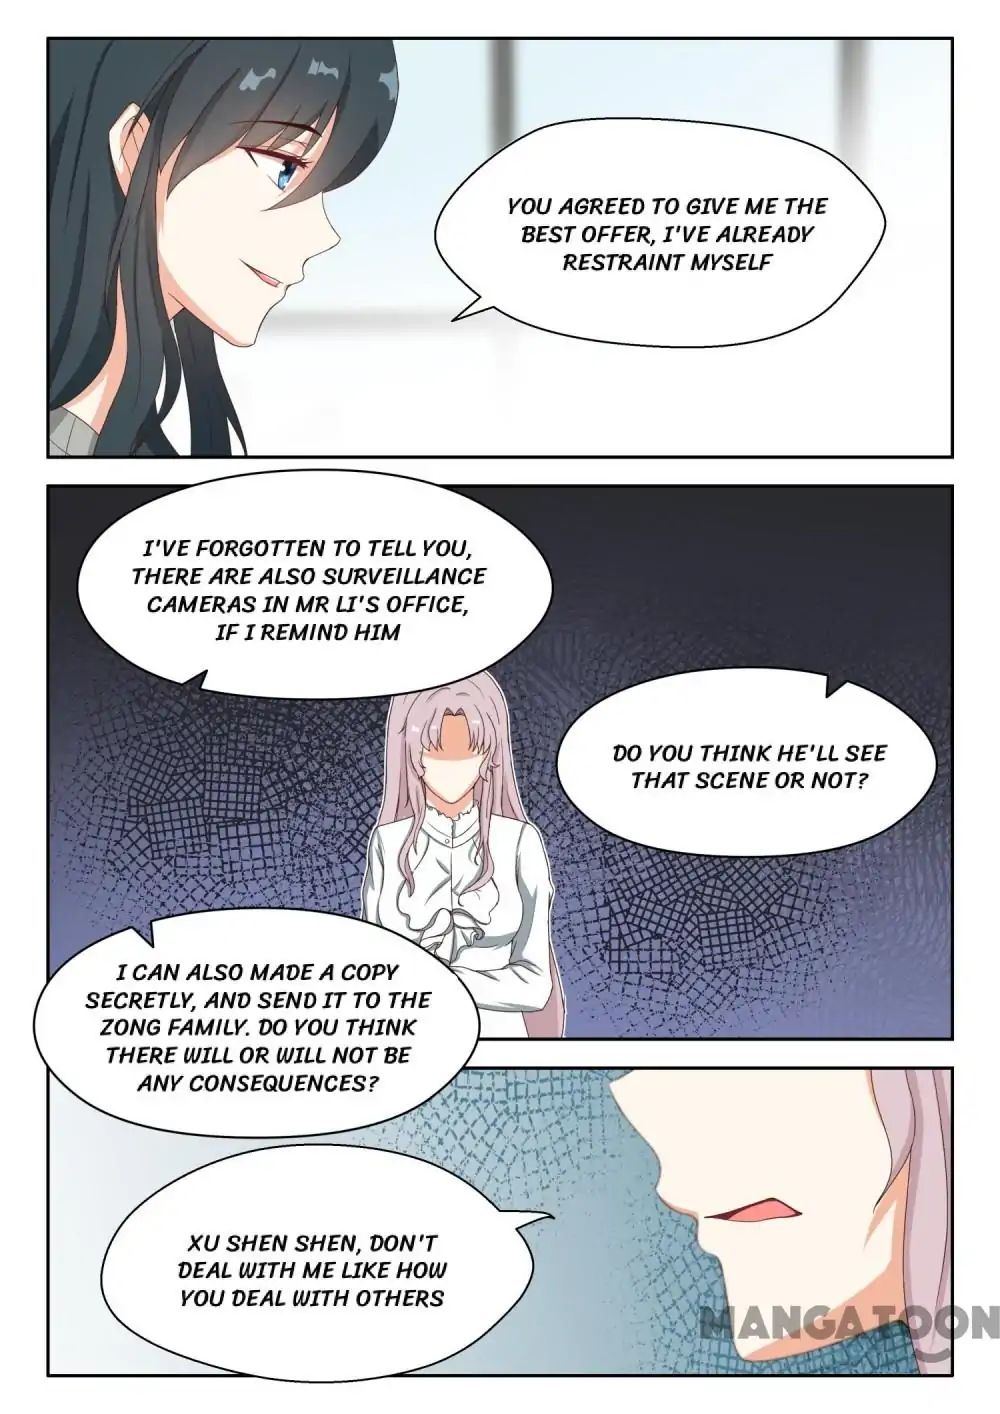 YOU AGREED TO GIVE ME THE
BEST OFFER, I'VE ALREADY
RESTRAINT MYSELF
I'VE FORGOTTEN TO TELL YOU,
THERE ARE ALSO SURVEILLANCE
CAMERAS IN MR LI'S OFFICE,
IF I REMIND HIM
DO YOU THINK HE'LL SEE
THAT SCENE OR NOT?
I CAN ALSO MADE A COPY
SECRETLY, AND SEND IT TO THE
ZONG FAMILY. DO YOU THINK
THERE WILL OR WILL NOT BE
ANY CONSEQUENCES?
XU SHEN SHEN, DON'T
DEAL WITH ME LIKE HOW
YOU DEAL WITH OTHERS
MANGATOON